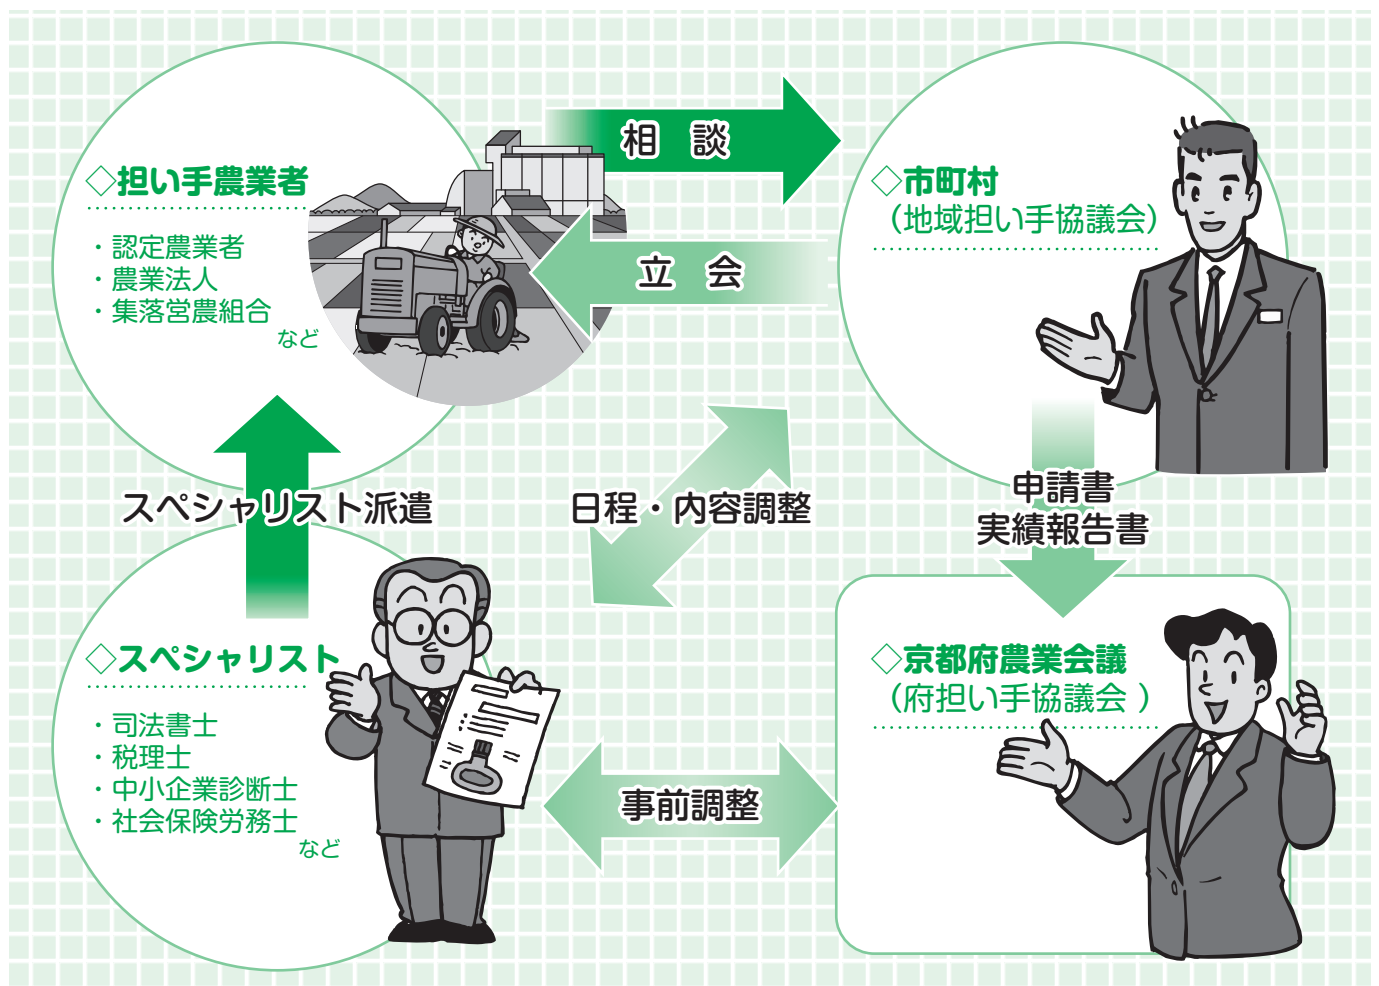 ◇担い手農業者
・認定農業者
・農業法人
・集落営農組合
など
相 談
立 会
◇市町村
（地域担い手協議会）
スペシャリスト派遣
日程・内容調整
申請書
実績報告書
◇スペシャリスト
・司法書士
・税理士
・中小企業診断士
・社会保険労務士
など
事前調整
◇京都府農業会議
（府担い手協議会 ）